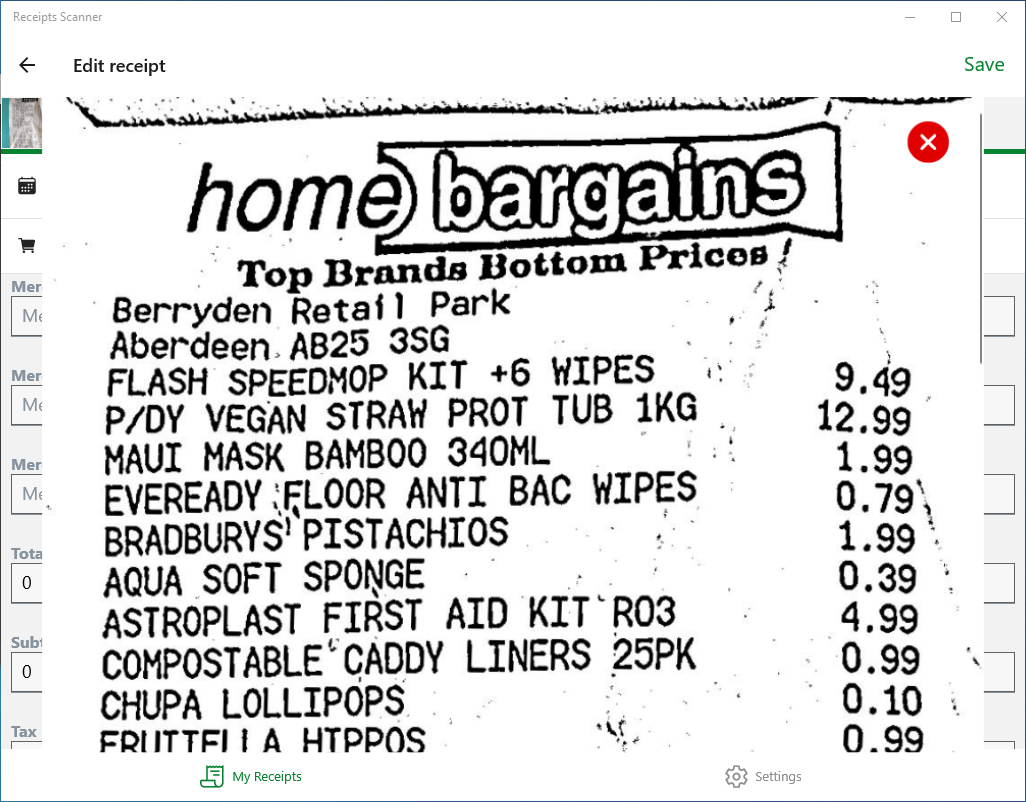 Receipts Scanner
Edit receipt
Save
home bargains
Top Brands Bottom Prices
Berryden Retail Park
Aberdeen AB25 3SG
FLASH SPEEDMOP KIT +6 WIPES 9.49
P/DY VEGAN STRAW PROT TUB 1KG 12.99
MAUI MASK BAMBOO 340ML 1.99
EVEREADY FLOOR ANTI BAC WIPES 0.79
BRADBURYS PISTACHIOS 1.99
AQUA SOFT SPONGE 0.39
ASTROPLAST FIRST AID KIT R03 4.99
COMPOSTABLE CADDY LINERS 25PK 0.99
CHUPA LOLLIPOPS 0.10
FRUITELLA HIPPOS 0.99
Mer
Me
Mer
Me
Mer
Me
Tota
0
Subt
0
Tax
My Receipts
Settings